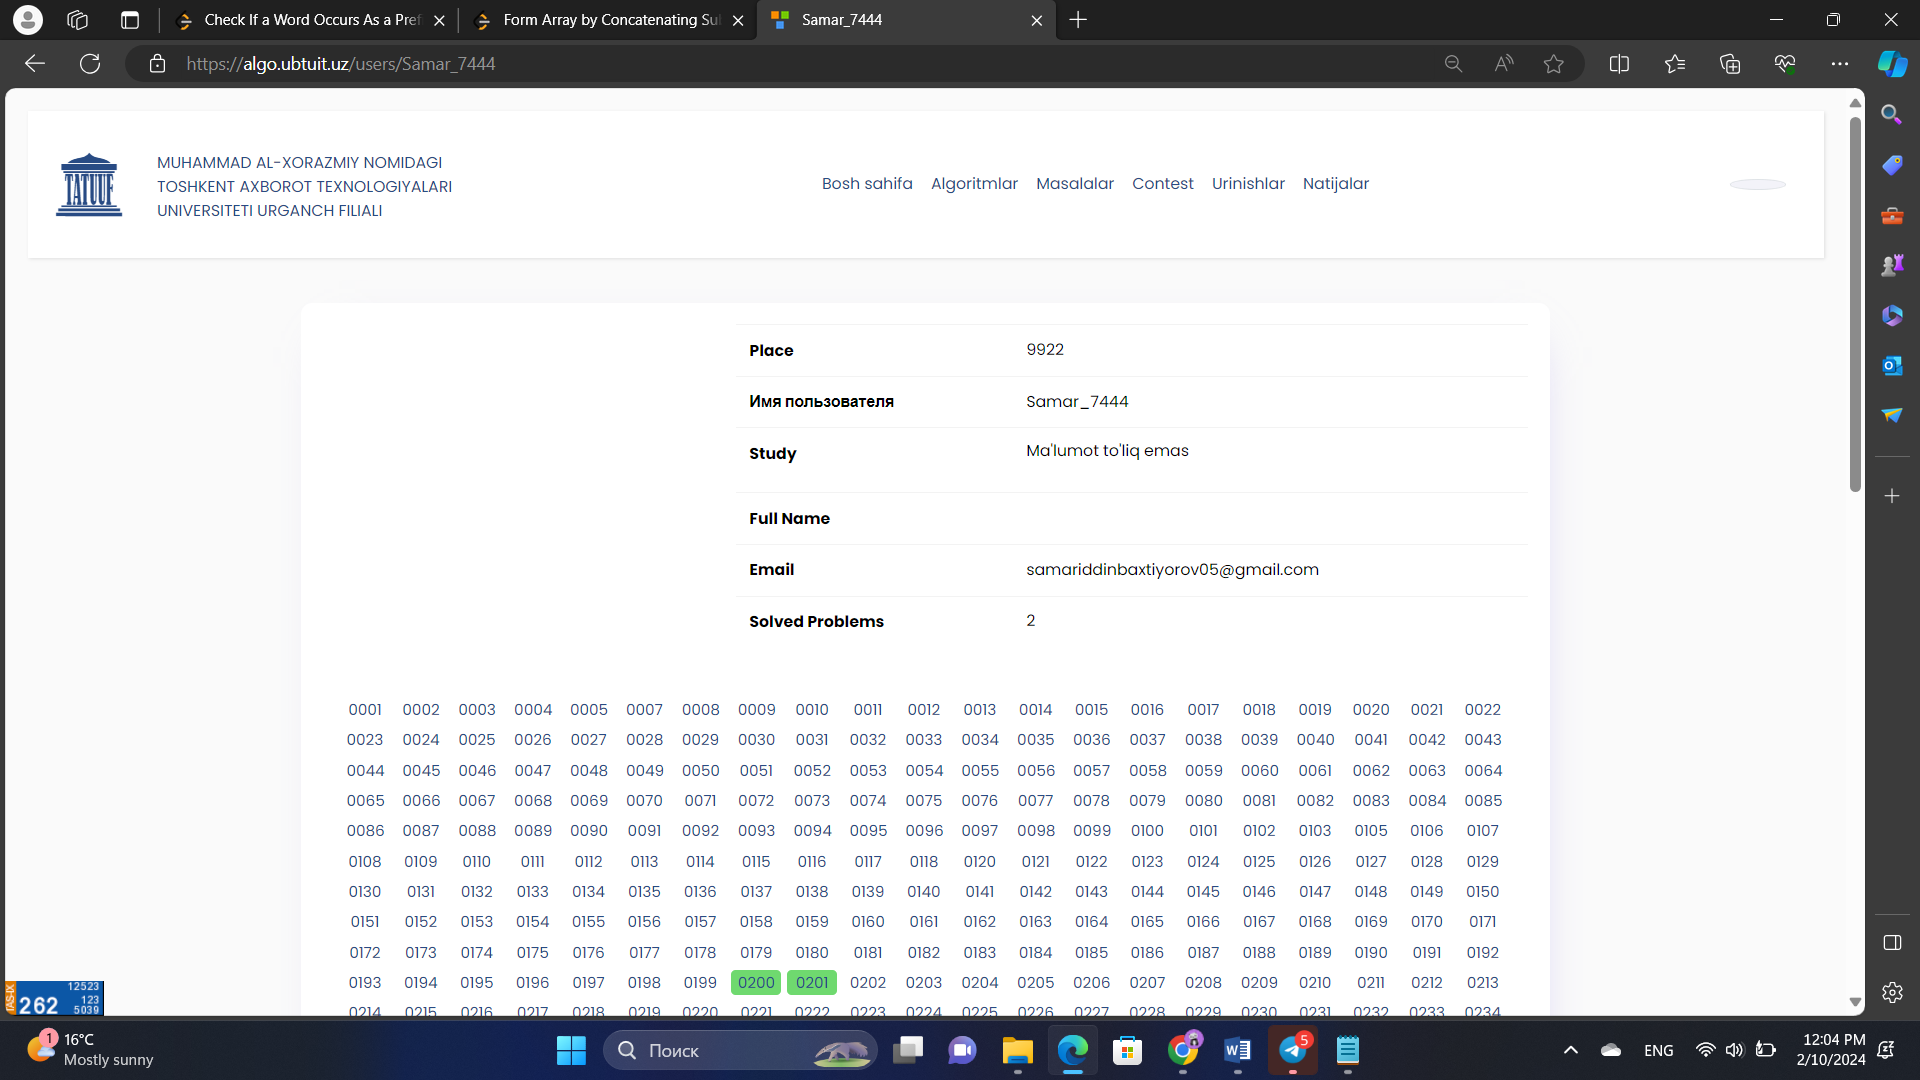 Check If a Word Occurs As a Pref
Form Array by Concatenating Su
Samar_7444
https://algo.ubtuit.uz/users/Samar_7444
TATUUF
MUHAMMAD AL-XORAZMIY NOMIDAGI
TOSHKENT AXBOROT TEXNOLOGIYALARI
UNIVERSITETI URGANCH FILIALI
Bosh sahifa Algoritmlar Masalalar Contest Urinishlar Natijalar
Place 9922
Имя пользователя Samar_7444
Study Ma'lumot to'liq emas
Full Name
Email samariddinbaxtiyorov05@gmail.com
Solved Problems 2
0001 0002 0003 0004 0005 0007 0008 0009 0010 0011 0012 0013 0014 0015 0016 0017 0018 0019 0020 0021 0022
0023 0024 0025 0026 0027 0028 0029 0030 0031 0032 0033 0034 0035 0036 0037 0038 0039 0040 0041 0042 0043
0044 0045 0046 0047 0048 0049 0050 0051 0052 0053 0054 0055 0056 0057 0058 0059 0060 0061 0062 0063 0064
0065 0066 0067 0068 0069 0070 0071 0072 0073 0074 0075 0076 0077 0078 0079 0080 0081 0082 0083 0084 0085
0086 0087 0088 0089 0090 0091 0092 0093 0094 0095 0096 0097 0098 0099 0100 0101 0102 0103 0105 0106 0107
0108 0109 0110 0111 0112 0113 0114 0115 0116 0117 0118 0120 0121 0122 0123 0124 0125 0126 0127 0128 0129
0130 0131 0132 0133 0134 0135 0136 0137 0138 0139 0140 0141 0142 0143 0144 0145 0146 0147 0148 0149 0150
0151 0152 0153 0154 0155 0156 0157 0158 0159 0160 0161 0162 0163 0164 0165 0166 0167 0168 0169 0170 0171
0172 0173 0174 0175 0176 0177 0178 0179 0180 0181 0182 0183 0184 0185 0186 0187 0188 0189 0190 0191 0192
0193 0194 0195 0196 0197 0198 0199 0200 0201 0202 0203 0204 0205 0206 0207 0208 0209 0210 0211 0212 0213
0214 0215 0216 0217 0218 0219 0220 0221 0222 0223 0224 0225 0226 0227 0228 0229 0230 0231 0232 0233 0234
TAS-IX
262
12523
123
5039
1
16°C
Mostly sunny
Поиск
5
ENG
12:04 PM
2/10/2024